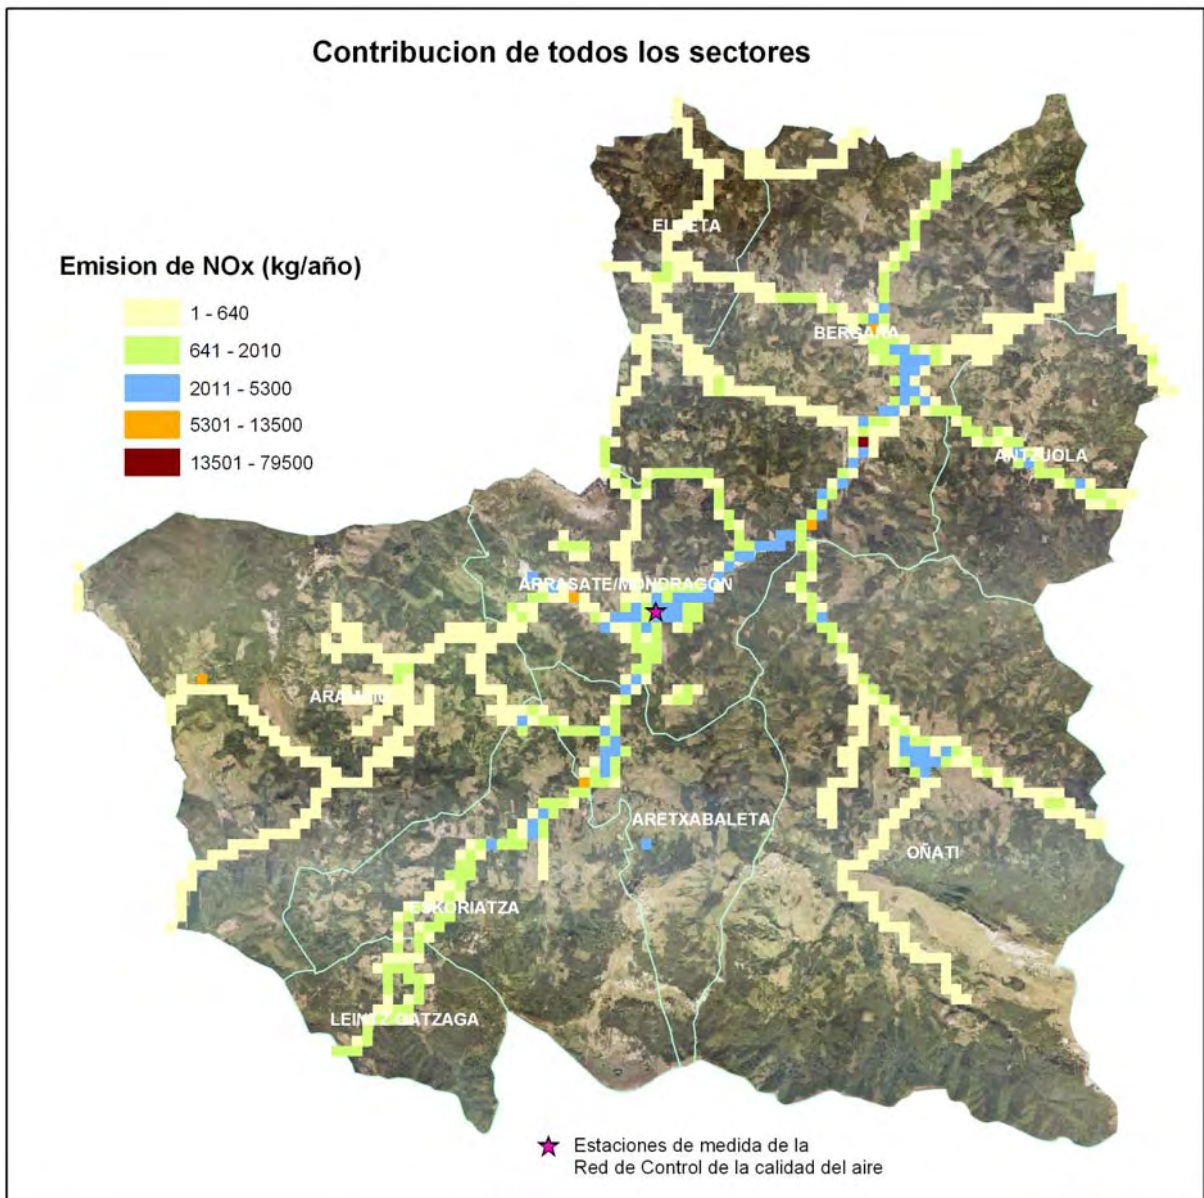 Contribucion de todos los sectores
Emision de NOx (kg/año)
1 - 640
641 - 2010
2011 - 5300
5301 - 13500
13501 - 79500
BERGARA
ANTZUOLA
ARRASATE/MONDRAGON
ARETXABALETA
OÑATI
ESKORIATZA
LEINTZ-GATZAGA
Estaciones de medida de la
Red de Control de la calidad del aire